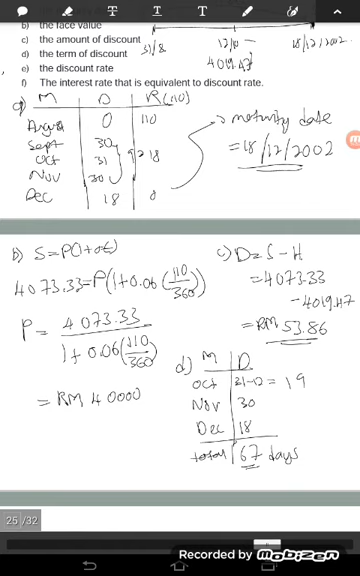 b) the face value
c) the amount of discount
d) the term of discount
e) the discount rate
f) The interest rate that is equivalent to discount rate.
31/8
12/10
18/12/2002
4019.47
a) M D R(110)
August 0 110
Sept 30
Oct 31 92 18
Nov 30
Dec 18 0
→ maturity date
= 18/12/2002
b) S=P(1+
4073.33=P(1+0.06(110/360))
P = 4073.33 / 1+0.06(110/360)
= RM 40000
c) D=S-H
=4073.33
-4019.47
= RM 53.86
d) M D
Oct 31-12 = 19
Nov 30
Dec 18
total 67 days
25 /32
Recorded by mobizen